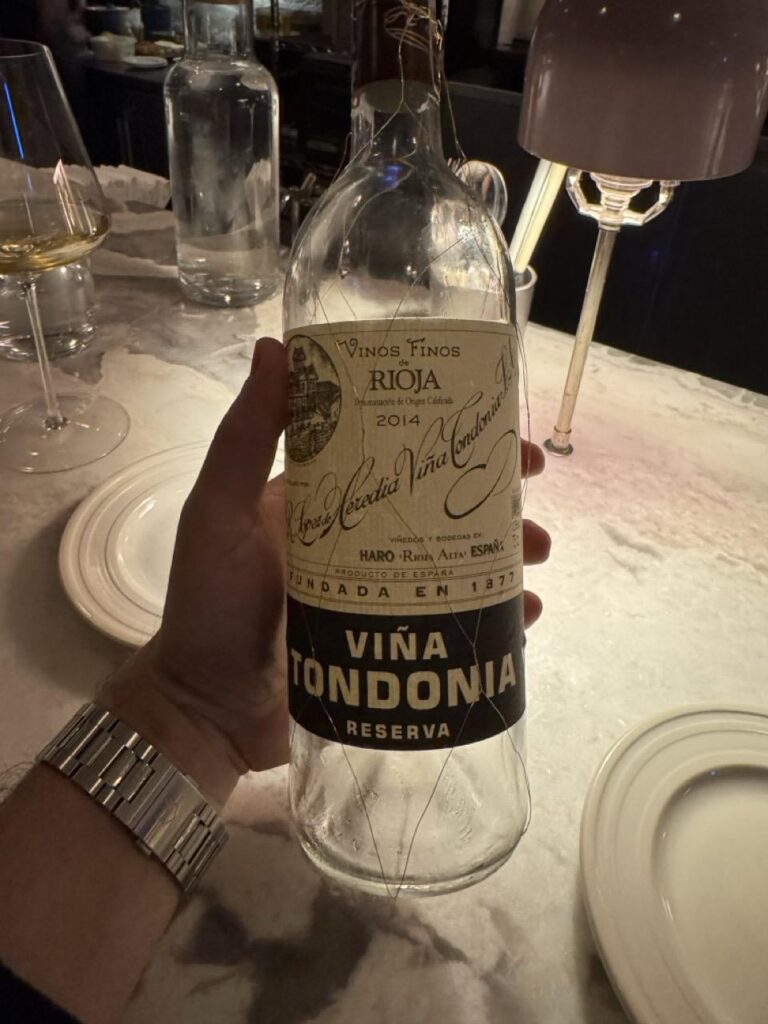 VINOS FINOS
de
RIOJA
Denominación de Origen Calificada
2014
R. López de Heredia Viña Tondonia, S.A.
VIÑEDOS Y BODEGAS EN
HARO (RIOJA ALTA) ESPAÑA
PRODUCTO DE ESPAÑA
FUNDADA EN 1877
VIÑA
TONDONIA
RESERVA